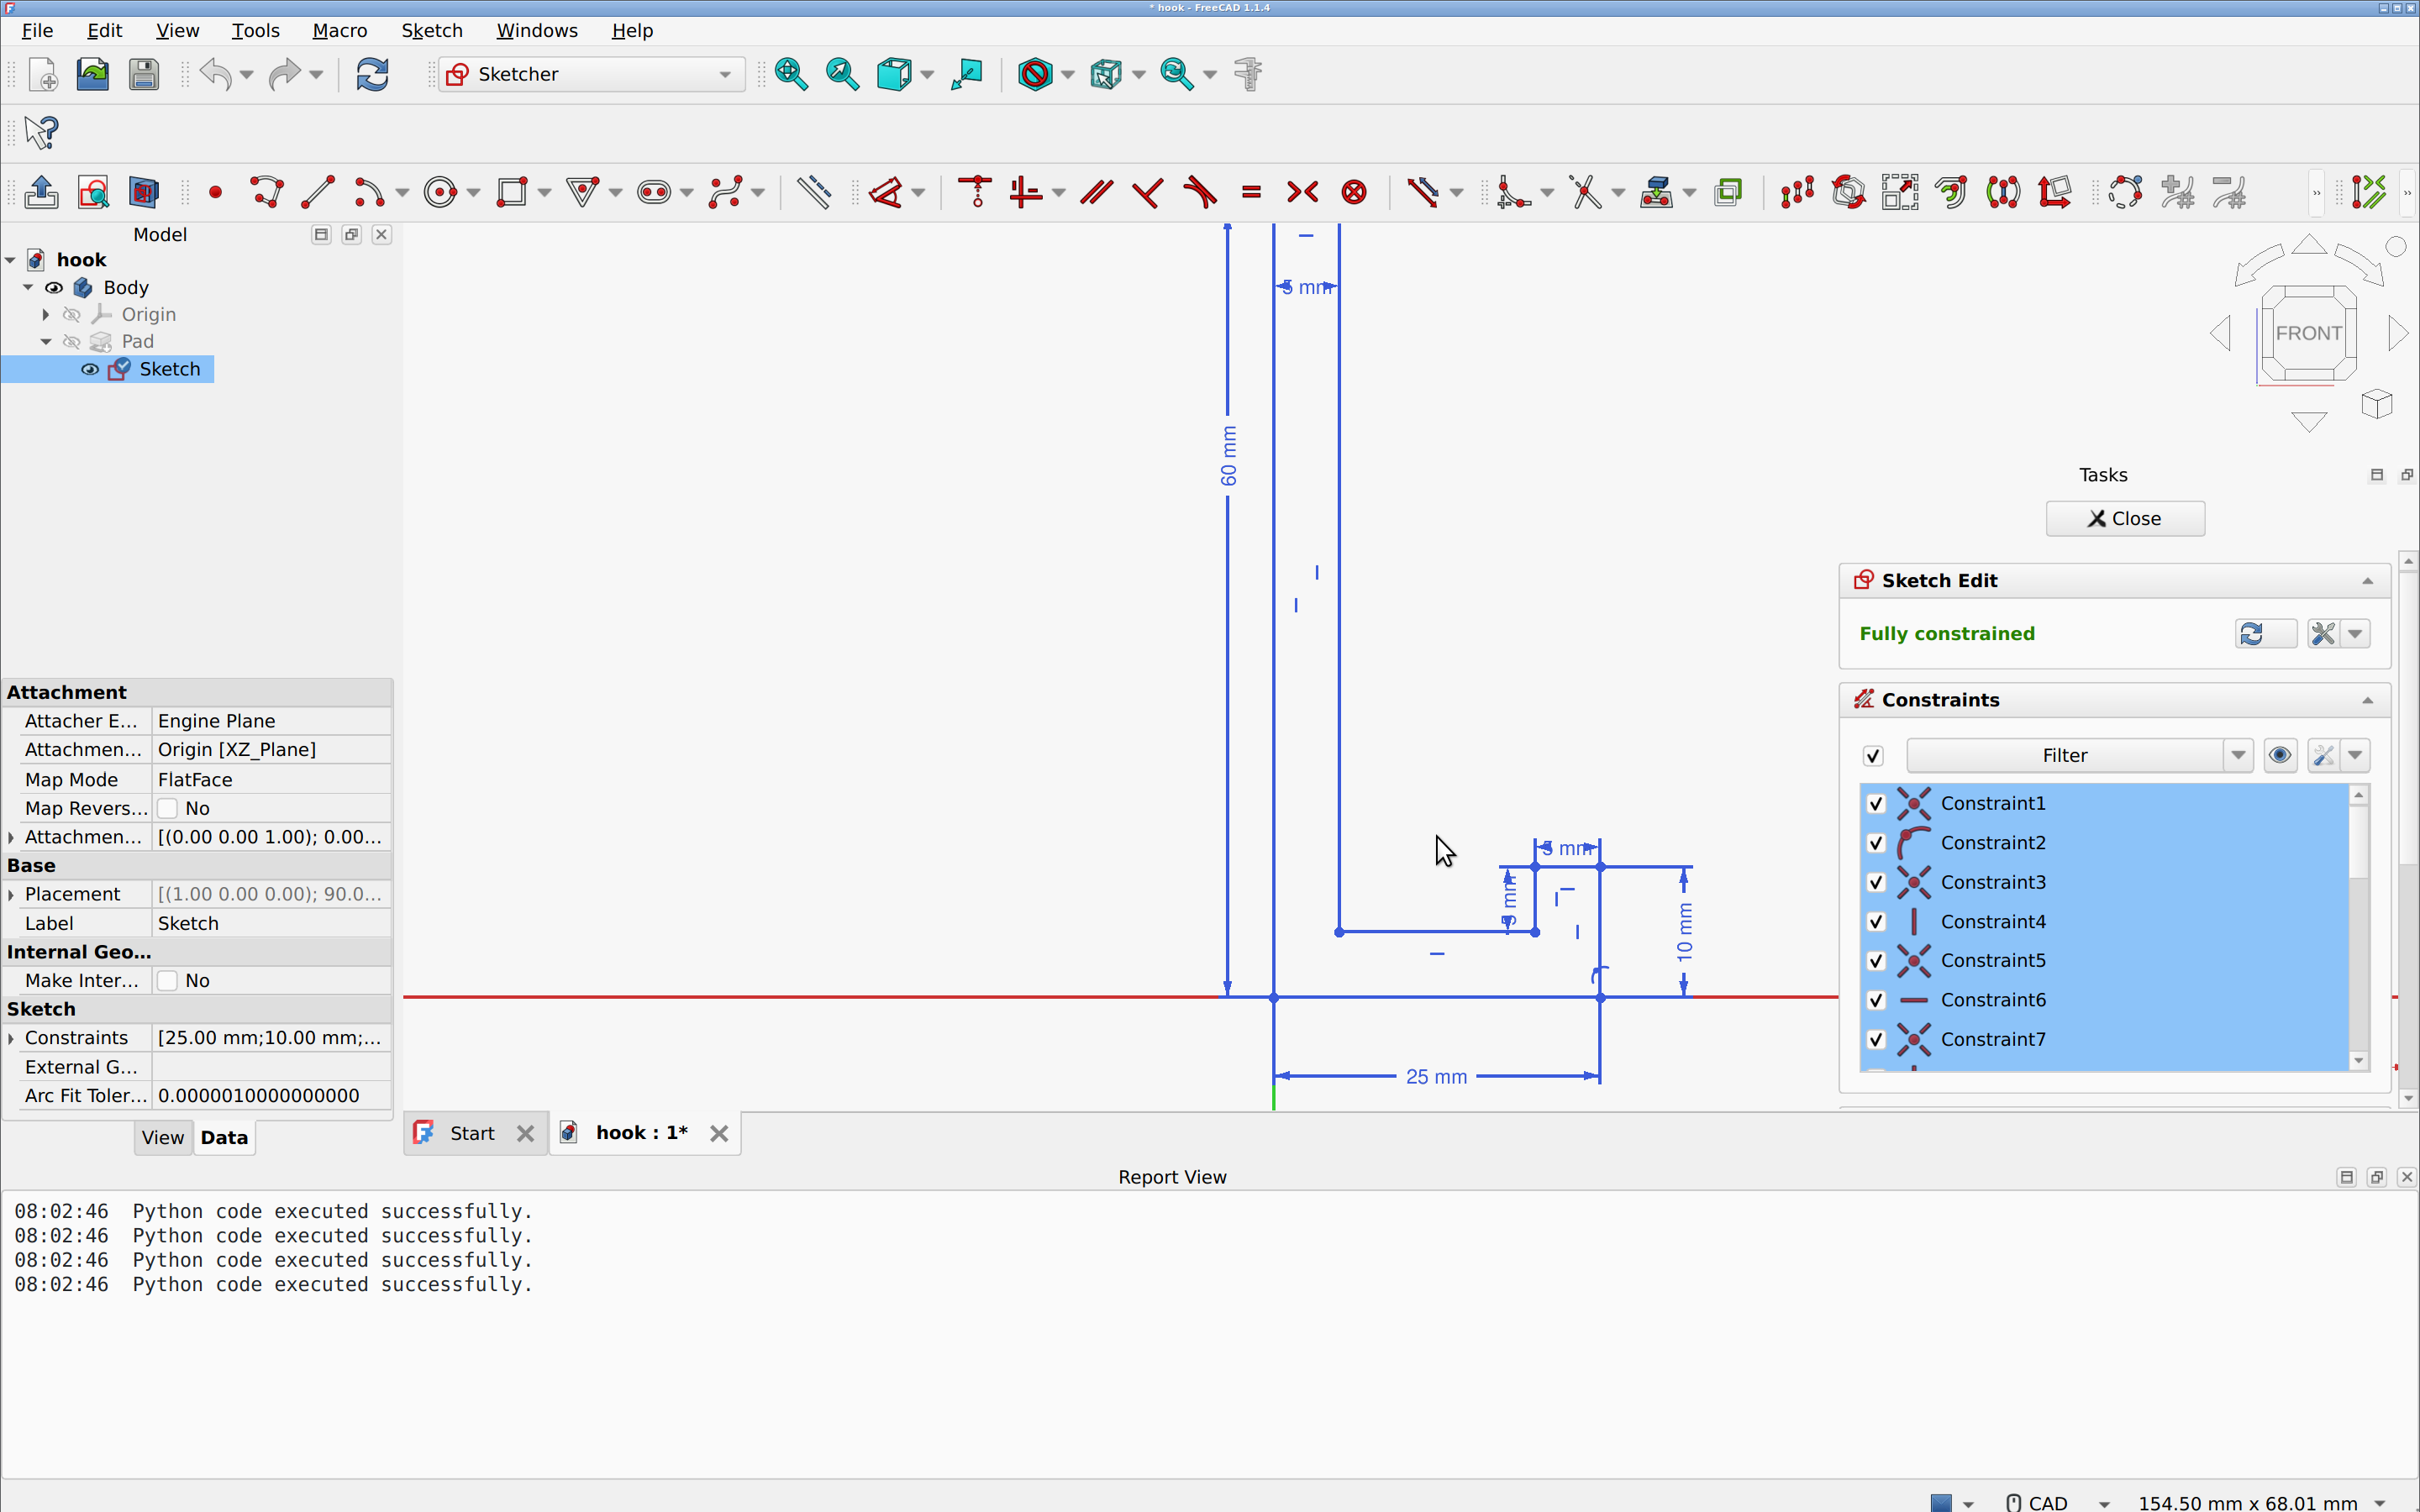 * hook - FreeCAD 1.1.4
File Edit View Tools Macro Sketch Windows Help
Sketcher
Model
hook
Body
Origin
Pad
Sketch
Attachment
Attacher E... Engine Plane
Attachmen... Origin [XZ_Plane]
Map Mode FlatFace
Map Revers... No
Attachmen... [(0.00 0.00 1.00); 0.00...
Base
Placement [(1.00 0.00 0.00); 90.0...
Label Sketch
Internal Geo...
Make Inter... No
Sketch
Constraints [25.00 mm;10.00 mm;...
External G...
Arc Fit Toler... 0.0000010000000000
View Data
5 mm
60 mm
5 mm
5 mm
10 mm
25 mm
FRONT
Tasks
Close
Sketch Edit
Fully constrained
Constraints
Filter
Constraint1
Constraint2
Constraint3
Constraint4
Constraint5
Constraint6
Constraint7
Start hook : 1*
Report View
08:02:46 Python code executed successfully.
08:02:46 Python code executed successfully.
08:02:46 Python code executed successfully.
08:02:46 Python code executed successfully.
CAD 154.50 mm x 68.01 mm